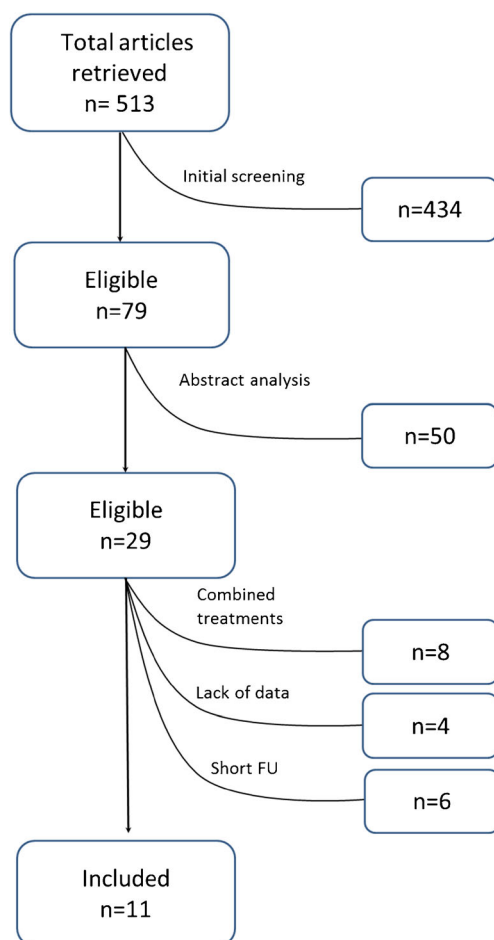 Total articles
retrieved
n= 513
Initial screening
n=434
Eligible
n=79
Abstract analysis
n=50
Eligible
n=29
Combined
treatments
n=8
Lack of data
n=4
Short FU
n=6
Included
n=11